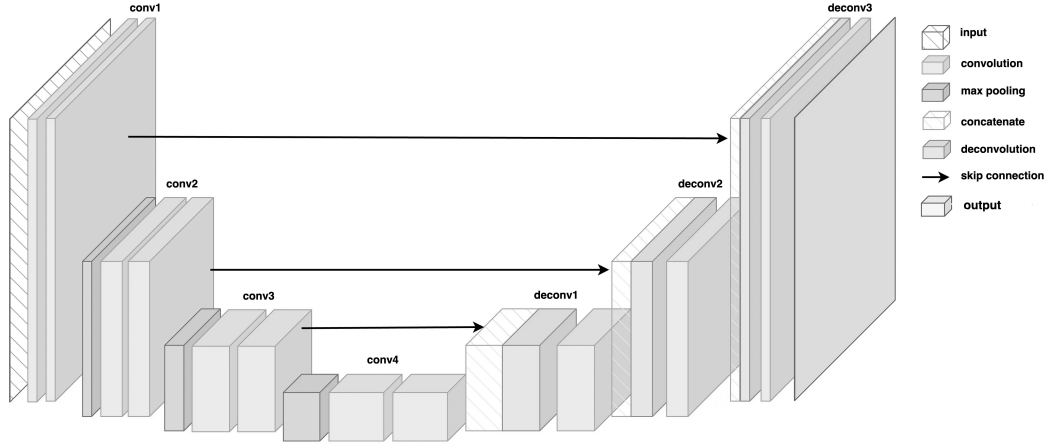 conv1
deconv3
input
convolution
max pooling
concatenate
deconvolution
skip connection
output
conv2
deconv2
conv3
deconv1
conv4